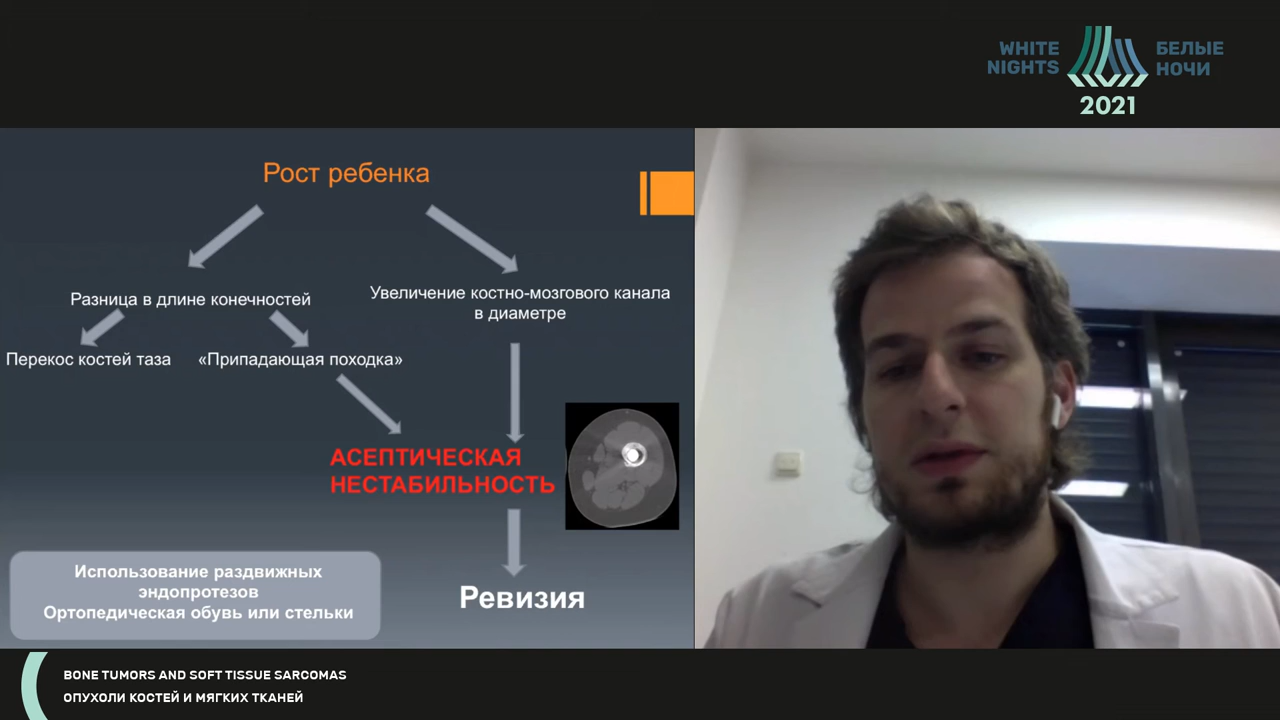 WHITE
NIGHTS
БЕЛЫЕ
НОЧИ
2021
Рост ребенка
Разница в длине конечностей
Увеличение костно-мозгового канала
в диаметре
Перекос костей таза
«Припадающая походка»
АСЕПТИЧЕСКАЯ
НЕСТАБИЛЬНОСТЬ
Использование раздвижных
эндопротезов
Ортопедическая обувь или стельки
Ревизия
BONE TUMORS AND SOFT TISSUE SARCOMAS
ОПУХОЛИ КОСТЕЙ И МЯГКИХ ТКАНЕЙ